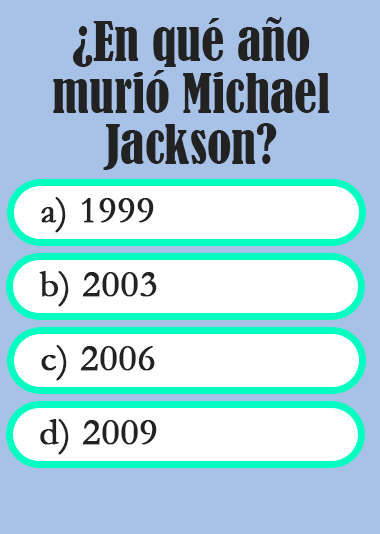 ¿En qué año
murió Michael
Jackson?
a) 1999
b) 2003
c) 2006
d) 2009